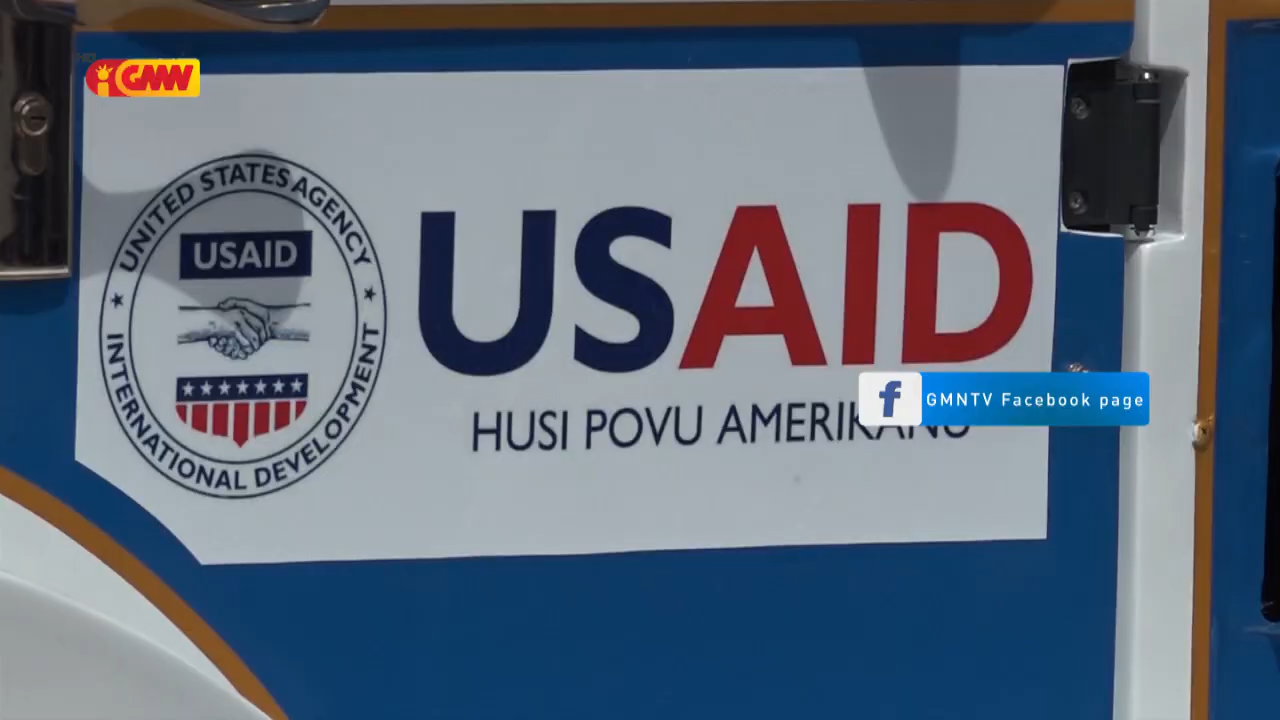 GMN
UNITED STATES AGENCY
USAID
INTERNATIONAL DEVELOPMENT
USAID
HUSI POVU AMERIKANU
GMNTV Facebook page